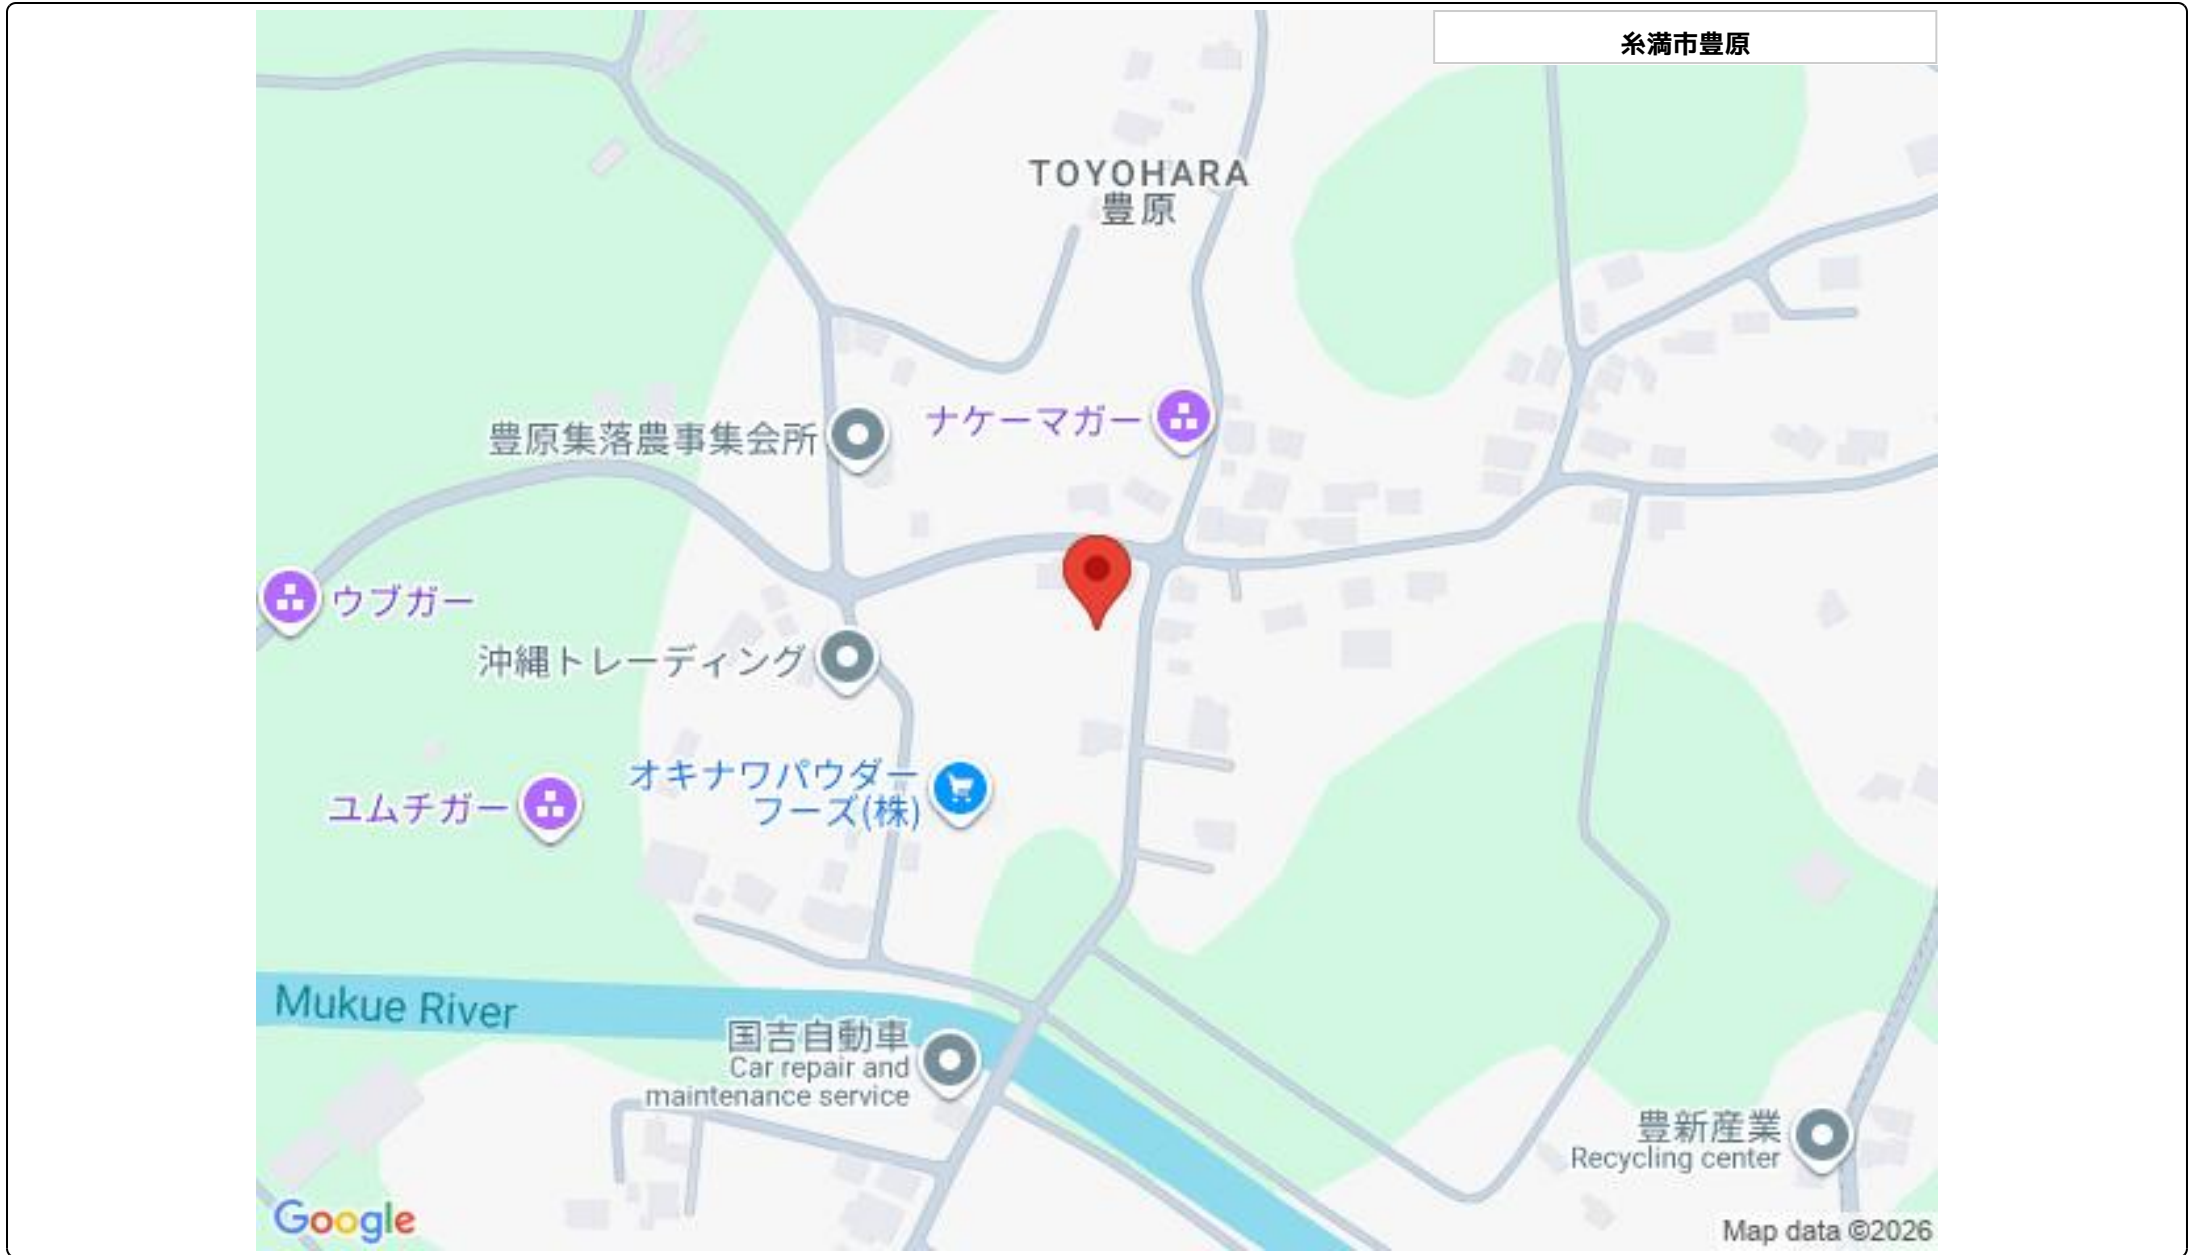 糸満市豊原
TOYOHARA
豊原
ナケーマガー
豊原集落農事集会所
ウブガー
沖縄トレーディング
オキナワパウダー
フーズ(株)
ユムチガー
Mukue River
国吉自動車
Car repair and
maintenance service
豊新産業
Recycling center
Google
Map data ©2026